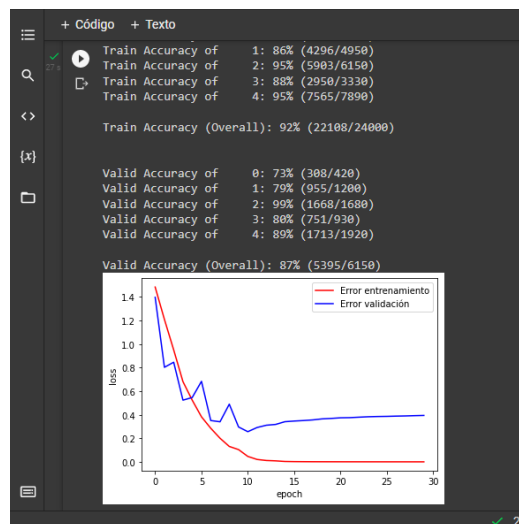 + Código + Texto
Train Accuracy of 1: 86% (4296/4950)
Train Accuracy of 2: 95% (5903/6150)
Train Accuracy of 3: 88% (2950/3330)
Train Accuracy of 4: 95% (7565/7890)
Train Accuracy (Overall): 92% (22108/24000)
Valid Accuracy of 0: 73% (308/420)
Valid Accuracy of 1: 79% (955/1200)
Valid Accuracy of 2: 99% (1668/1680)
Valid Accuracy of 3: 80% (751/930)
Valid Accuracy of 4: 89% (1713/1920)
Valid Accuracy (Overall): 87% (5395/6150)
Error entrenamiento
Error validación
1.4
1.2
1.0
0.8
0.6
0.4
0.2
0.0
loss
0 5 10 15 20 25 30
epoch
27 s
{x}